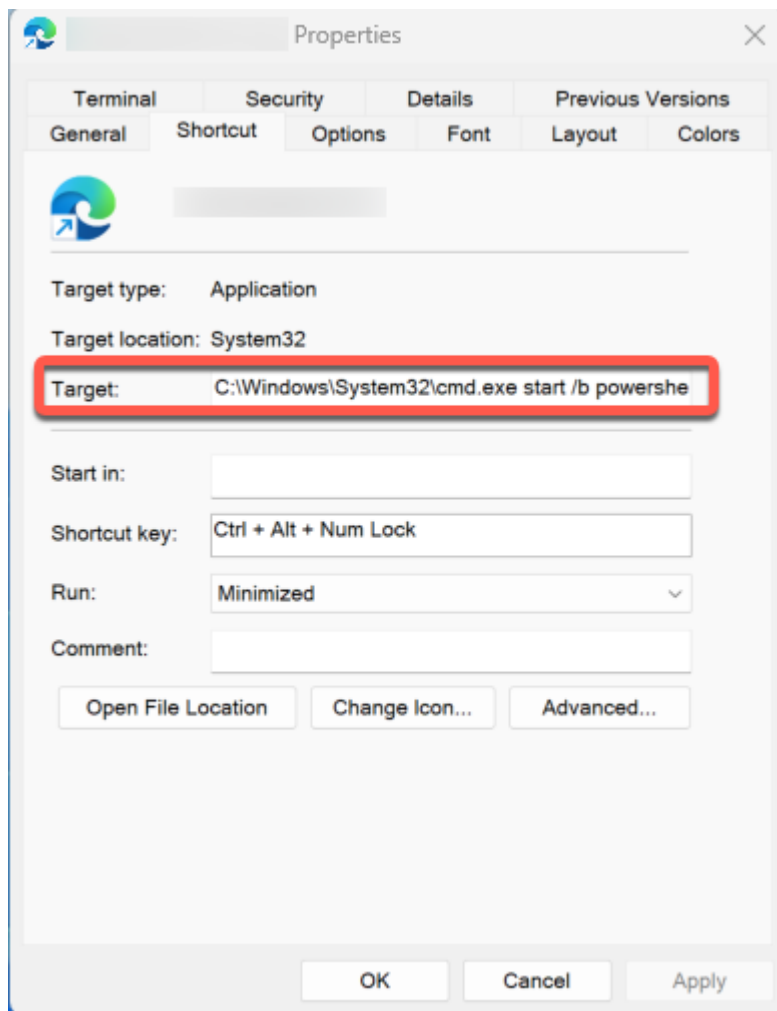 Properties
Terminal Security Details Previous Versions
General Shortcut Options Font Layout Colors
Target type: Application
Target location: System32
Target: C:\Windows\System32\cmd.exe start /b powershe
Start in:
Shortcut key: Ctrl + Alt + Num Lock
Run: Minimized
Comment:
Open File Location Change Icon... Advanced...
OK Cancel Apply